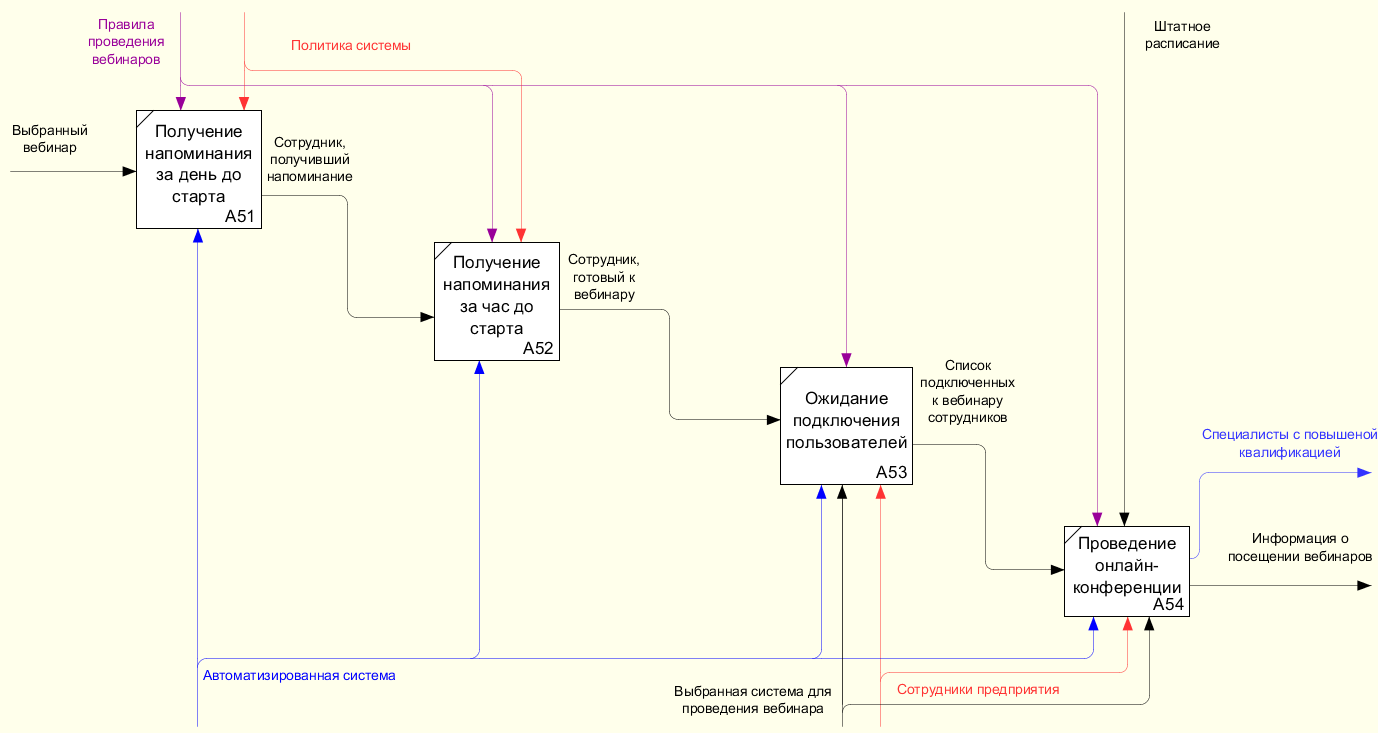 Правила
проведения
вебинаров
Политика системы
Штатное
расписание
Выбранный
вебинар
Получение
напоминания
за день до
старта
A51
Сотрудник,
получивший
напоминание
Получение
напоминания
за час до
старта
A52
Сотрудник,
готовый к
вебинару
Ожидание
подключения
пользователей
A53
Список
подключенных
к вебинару
сотрудников
Специалисты с повышеной
квалификацией
Проведение
онлайн-
конференции
A54
Информация о
посещении вебинаров
Автоматизированная система
Выбранная система для
проведения вебинара
Сотрудники предприятия